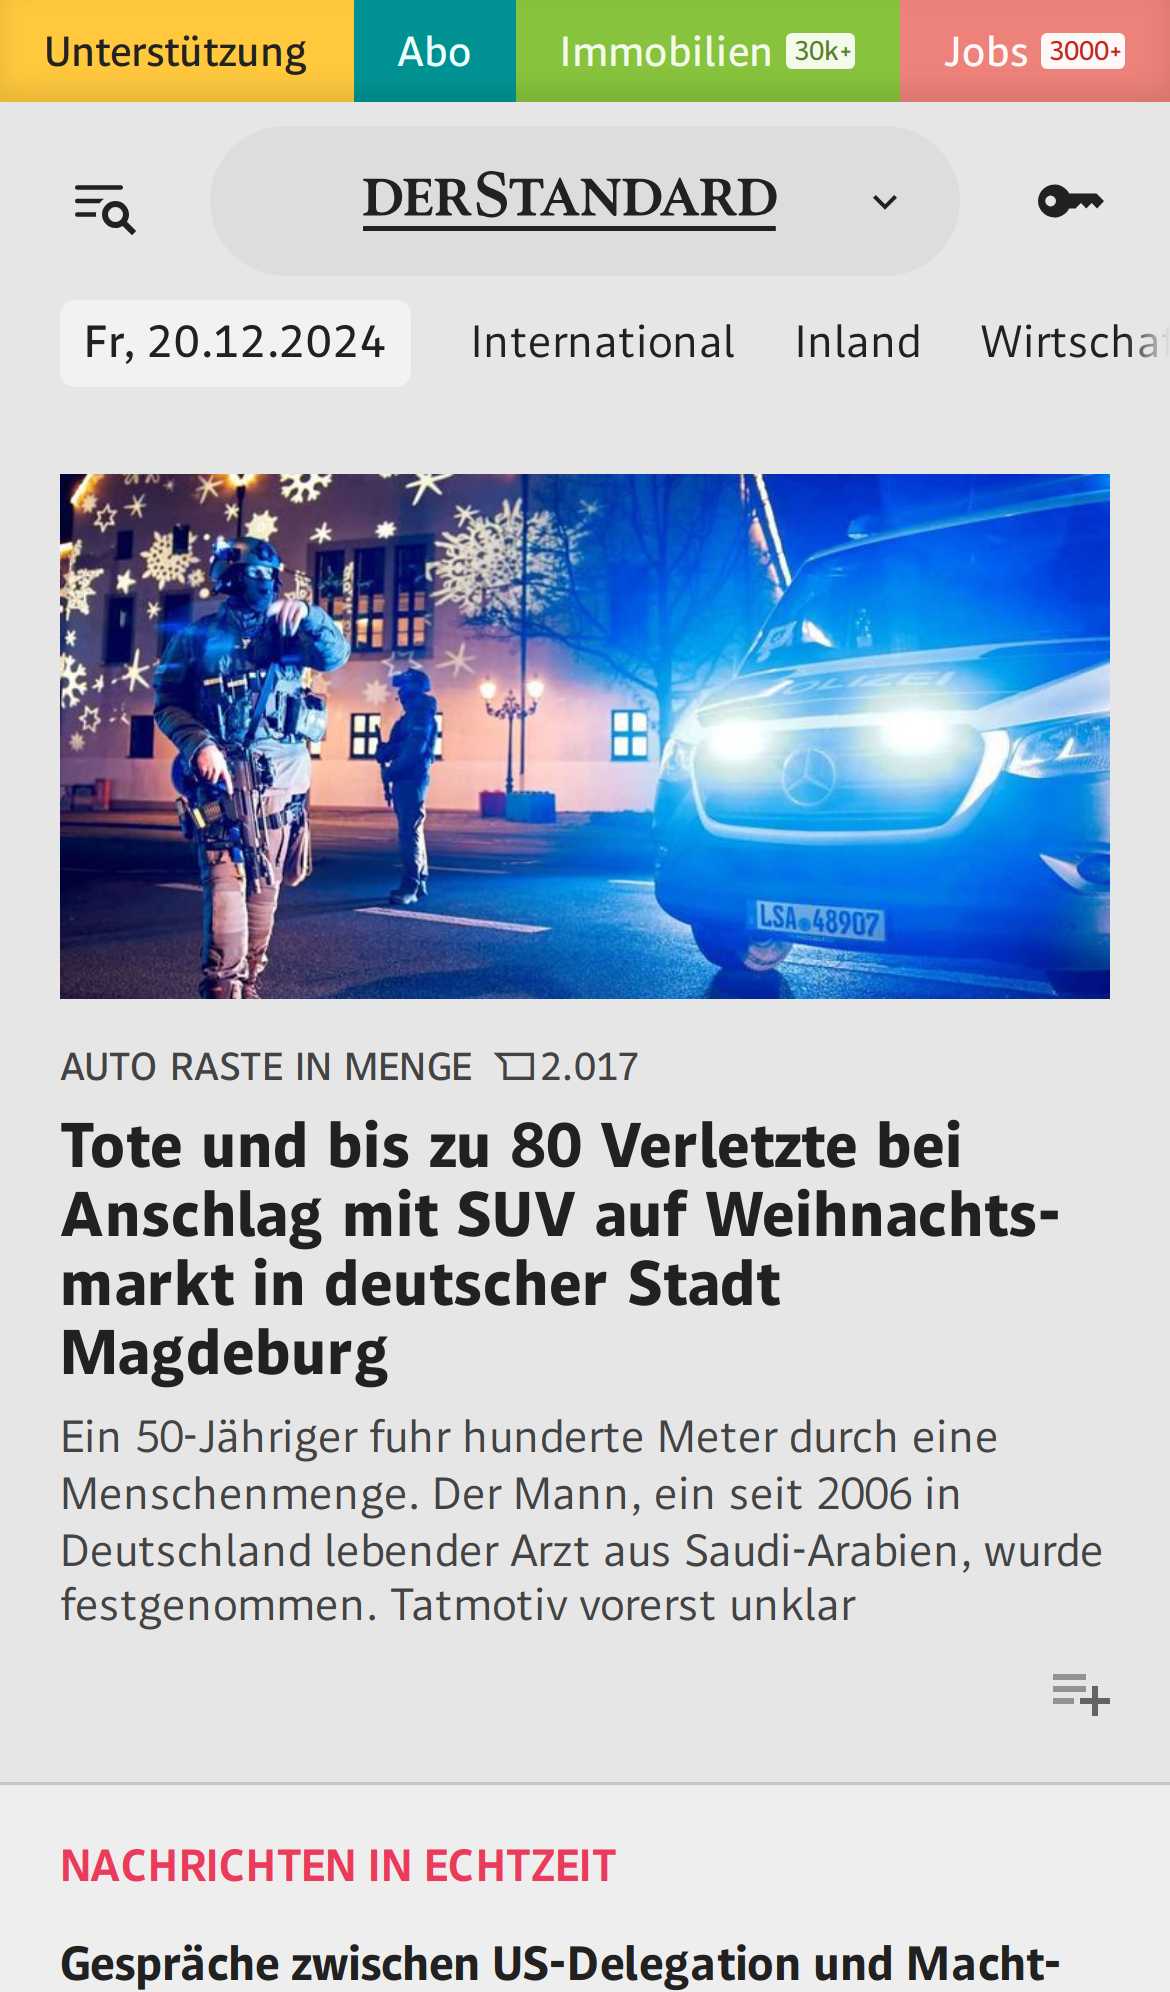 Unterstützung Abo Immobilien 30k+ Jobs 3000+
DERSTANDARD
Fr, 20.12.2024 International Inland Wirtscha
POLIZEI
LSA 48907
AUTO RASTE IN MENGE 2.017
Tote und bis zu 80 Verletzte bei
Anschlag mit SUV auf Weihnachts-
markt in deutscher Stadt
Magdeburg
Ein 50-Jähriger fuhr hunderte Meter durch eine
Menschenmenge. Der Mann, ein seit 2006 in
Deutschland lebender Arzt aus Saudi-Arabien, wurde
festgenommen. Tatmotiv vorerst unklar
NACHRICHTEN IN ECHTZEIT
Gespräche zwischen US-Delegation und Macht-